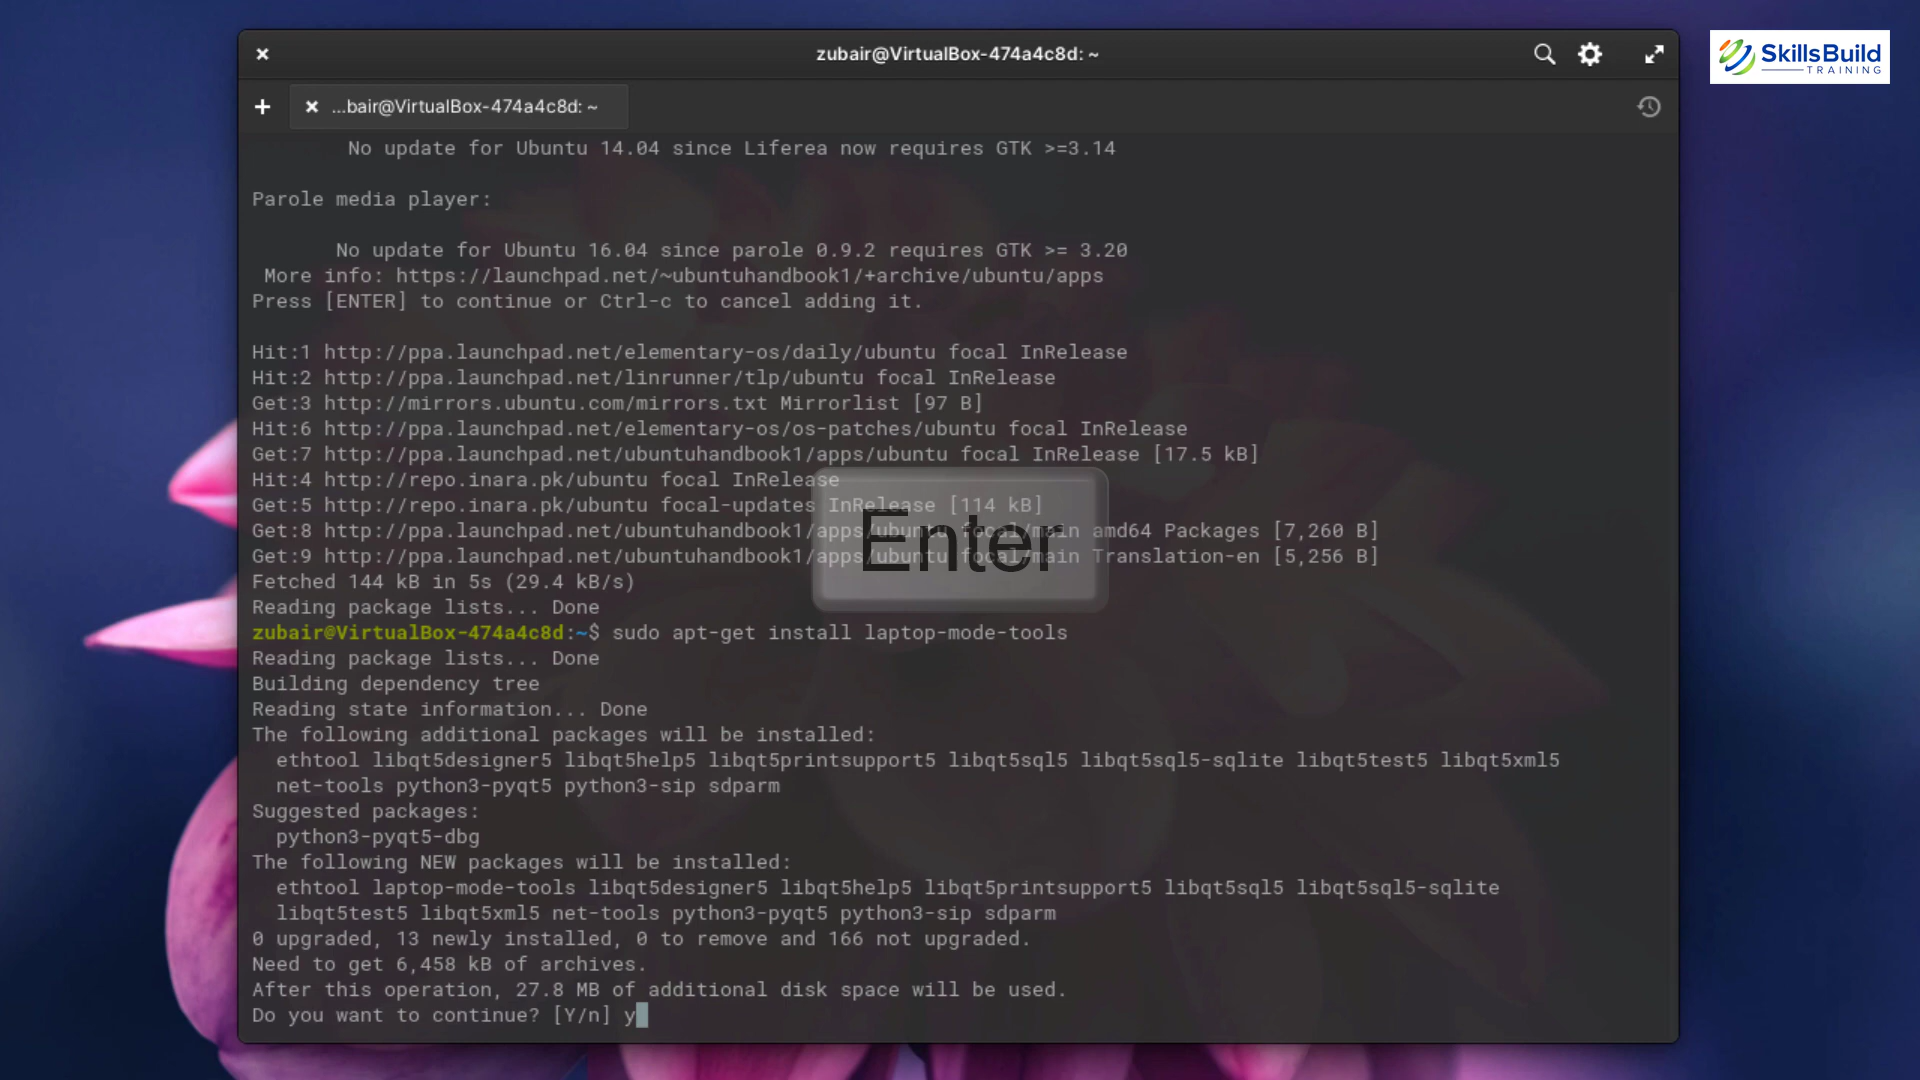 zubair@VirtualBox-474a4c8d: ~
SkillsBuild
TRAINING
...bair@VirtualBox-474a4c8d: ~
No update for Ubuntu 14.04 since Liferea now requires GTK >=3.14
Parole media player:
No update for Ubuntu 16.04 since parole 0.9.2 requires GTK >= 3.20
More info: https://launchpad.net/~ubuntuhandbook1/+archive/ubuntu/apps
Press [ENTER] to continue or Ctrl-c to cancel adding it.
Hit:1 http://ppa.launchpad.net/elementary-os/daily/ubuntu focal InRelease
Hit:2 http://ppa.launchpad.net/linrunner/tlp/ubuntu focal InRelease
Get:3 http://mirrors.ubuntu.com/mirrors.txt Mirrorlist [97 B]
Hit:6 http://ppa.launchpad.net/elementary-os/os-patches/ubuntu focal InRelease
Get:7 http://ppa.launchpad.net/ubuntuhandbook1/apps/ubuntu focal InRelease [17.5 kB]
Hit:4 http://repo.inara.pk/ubuntu focal InRelease
Get:5 http://repo.inara.pk/ubuntu focal-updates InRelease [114 kB]
Get:8 http://ppa.launchpad.net/ubuntuhandbook1/apps/ubuntu focal/main amd64 Packages [7,260 B]
Get:9 http://ppa.launchpad.net/ubuntuhandbook1/apps/ubuntu focal/main Translation-en [5,256 B]
Enter
Fetched 144 kB in 5s (29.4 kB/s)
Reading package lists... Done
zubair@VirtualBox-474a4c8d:~$ sudo apt-get install laptop-mode-tools
Reading package lists... Done
Building dependency tree
Reading state information... Done
The following additional packages will be installed:
ethtool libqt5designer5 libqt5help5 libqt5printsupport5 libqt5sql5 libqt5sql5-sqlite libqt5test5 libqt5xml5
net-tools python3-pyqt5 python3-sip sdparm
Suggested packages:
python3-pyqt5-dbg
The following NEW packages will be installed:
ethtool laptop-mode-tools libqt5designer5 libqt5help5 libqt5printsupport5 libqt5sql5 libqt5sql5-sqlite
libqt5test5 libqt5xml5 net-tools python3-pyqt5 python3-sip sdparm
0 upgraded, 13 newly installed, 0 to remove and 166 not upgraded.
Need to get 6,458 kB of archives.
After this operation, 27.8 MB of additional disk space will be used.
Do you want to continue? [Y/n] y